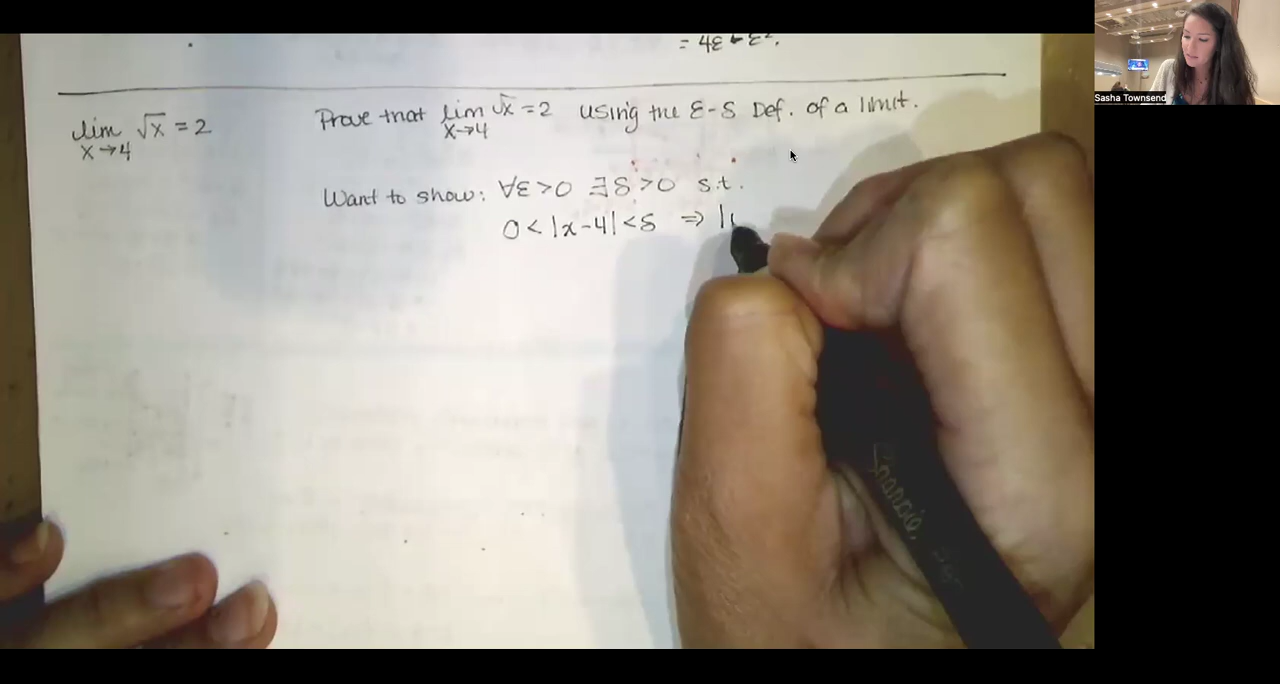 = 4ε - ε².
lim √x = 2
x→4
Prove that lim √x = 2 using the ε-δ Def. of a limit.
x→4
Want to show: ∀ε>0 ∃δ>0 s.t.
0<|x-4|<δ ⇒ |
Sharpie
Sasha Townsend